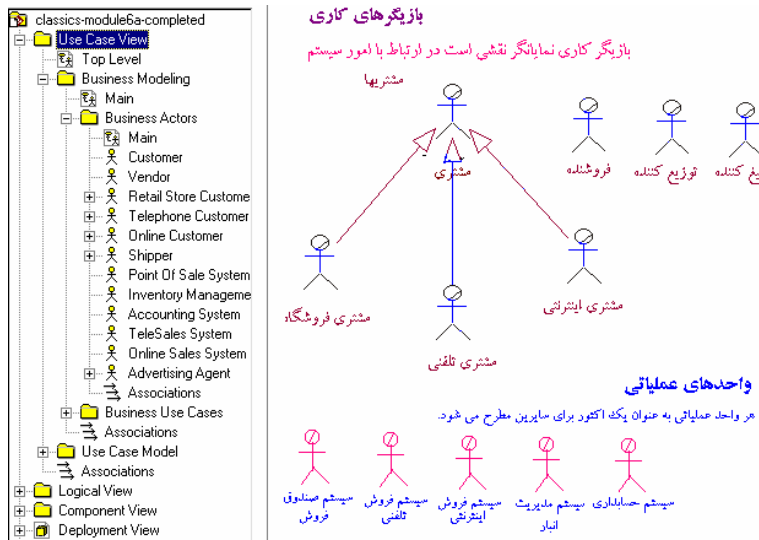 classics-module6a-completed
Use Case View
Top Level
Business Modeling
Main
Business Actors
Main
Customer
Vendor
Retail Store Custome
Telephone Customer
Online Customer
Shipper
Point Of Sale System
Inventory Manageme
Accounting System
TeleSales System
Online Sales System
Advertising Agent
Associations
Business Use Cases
Associations
Use Case Model
Associations
Logical View
Component View
Deployment View
بازیگرهای کاری
بازیگر کاری نمایانگر نقشی است در ارتباط با امور سیستم
مشتریها
مشتری
فروشنده
توزیع کننده
یغ کننده
مشتری فروشگاه
مشتری تلفنی
مشتری اینترنتی
واحدهای عملیاتی
هر واحد عملیاتی به عنوان یک اکتور برای سایرین مطرح می شود.
سیستم صندوق
فروش
سیستم فروش
تلفنی
سیستم فروش
اینترنتی
سیستم مدیریت
انبار
سیستم حسابداری